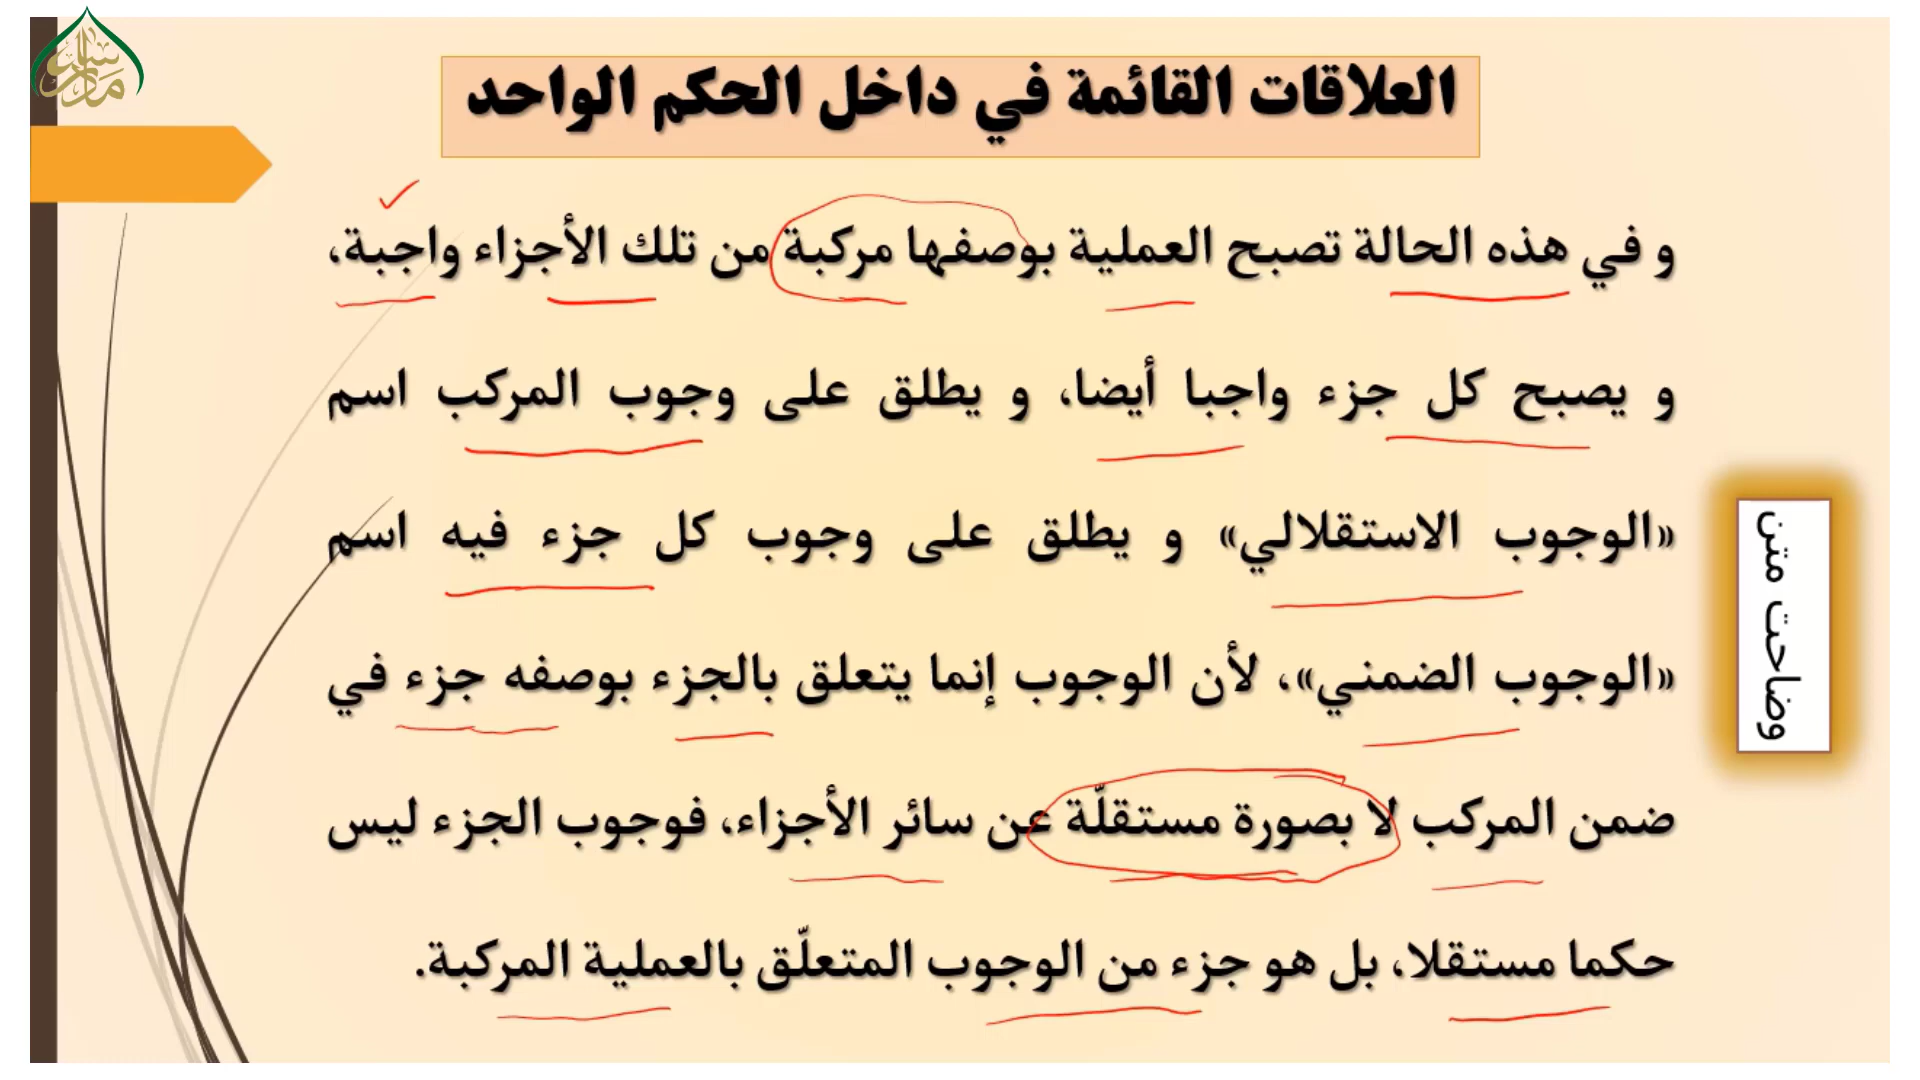 العلاقات القائمة في داخل الحكم الواحد
و في هذه الحالة تصبح العملية بوصفها مركبة من تلك الأجزاء واجبة،
و يصبح كل جزء واجبا أيضا، و يطلق على وجوب المركب اسم
«الوجوب الاستقلالي» و يطلق على وجوب كل جزء فيه اسم
«الوجوب الضمني»، لأن الوجوب إنما يتعلق بالجزء بوصفه جزء في
ضمن المركب لا بصورة مستقلّة عن سائر الأجزاء، فوجوب الجزء ليس
حكما مستقلا، بل هو جزء من الوجوب المتعلّق بالعملية المركبة.
وضاحت متن